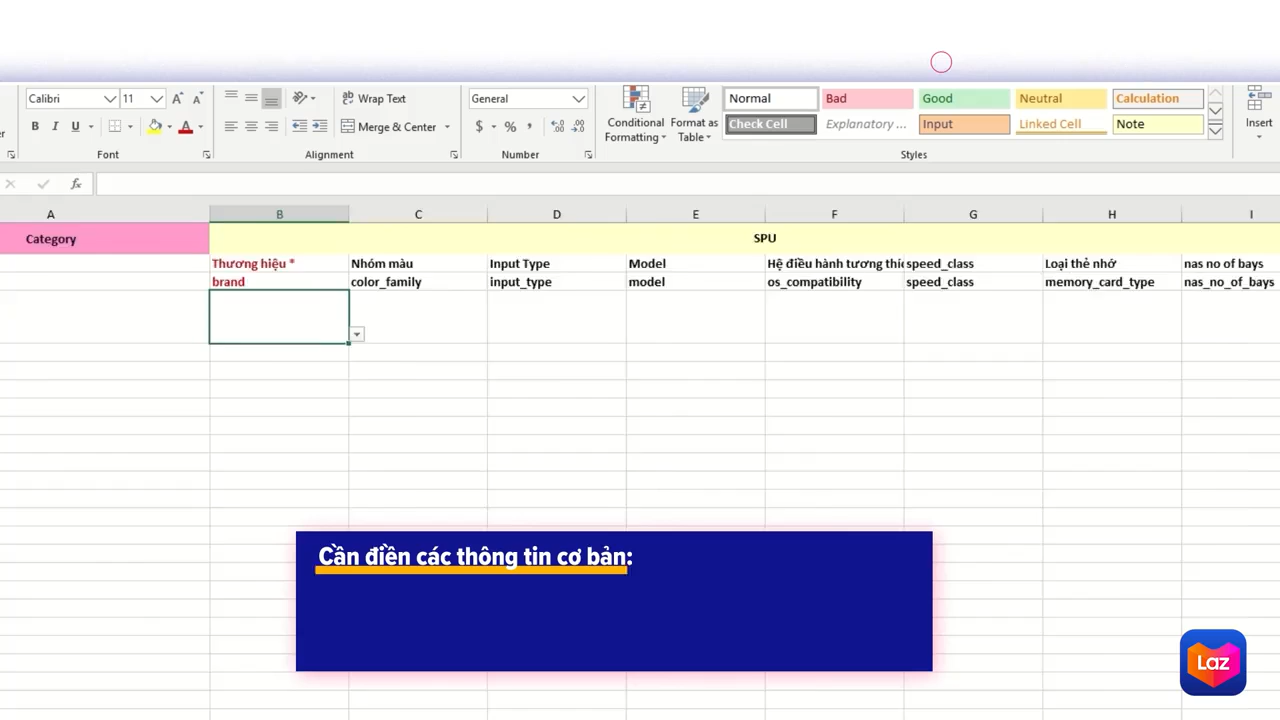 Calibri 11 A A Wrap Text General Normal Bad Good Neutral Calculation
B I U A Merge & Center $ % , Conditional Formatting Format as Table Check Cell Explanatory ... Input Linked Cell Note Insert
Font Alignment Number Styles
fx
A B C D E F G H I
Category SPU
Thương hiệu * Nhóm màu Input Type Model Hệ điều hành tương thíc speed_class Loại thẻ nhớ nas no of bays
brand color_family input_type model os_compatibility speed_class memory_card_type nas_no_of_bays
Cần điền các thông tin cơ bản:
Laz